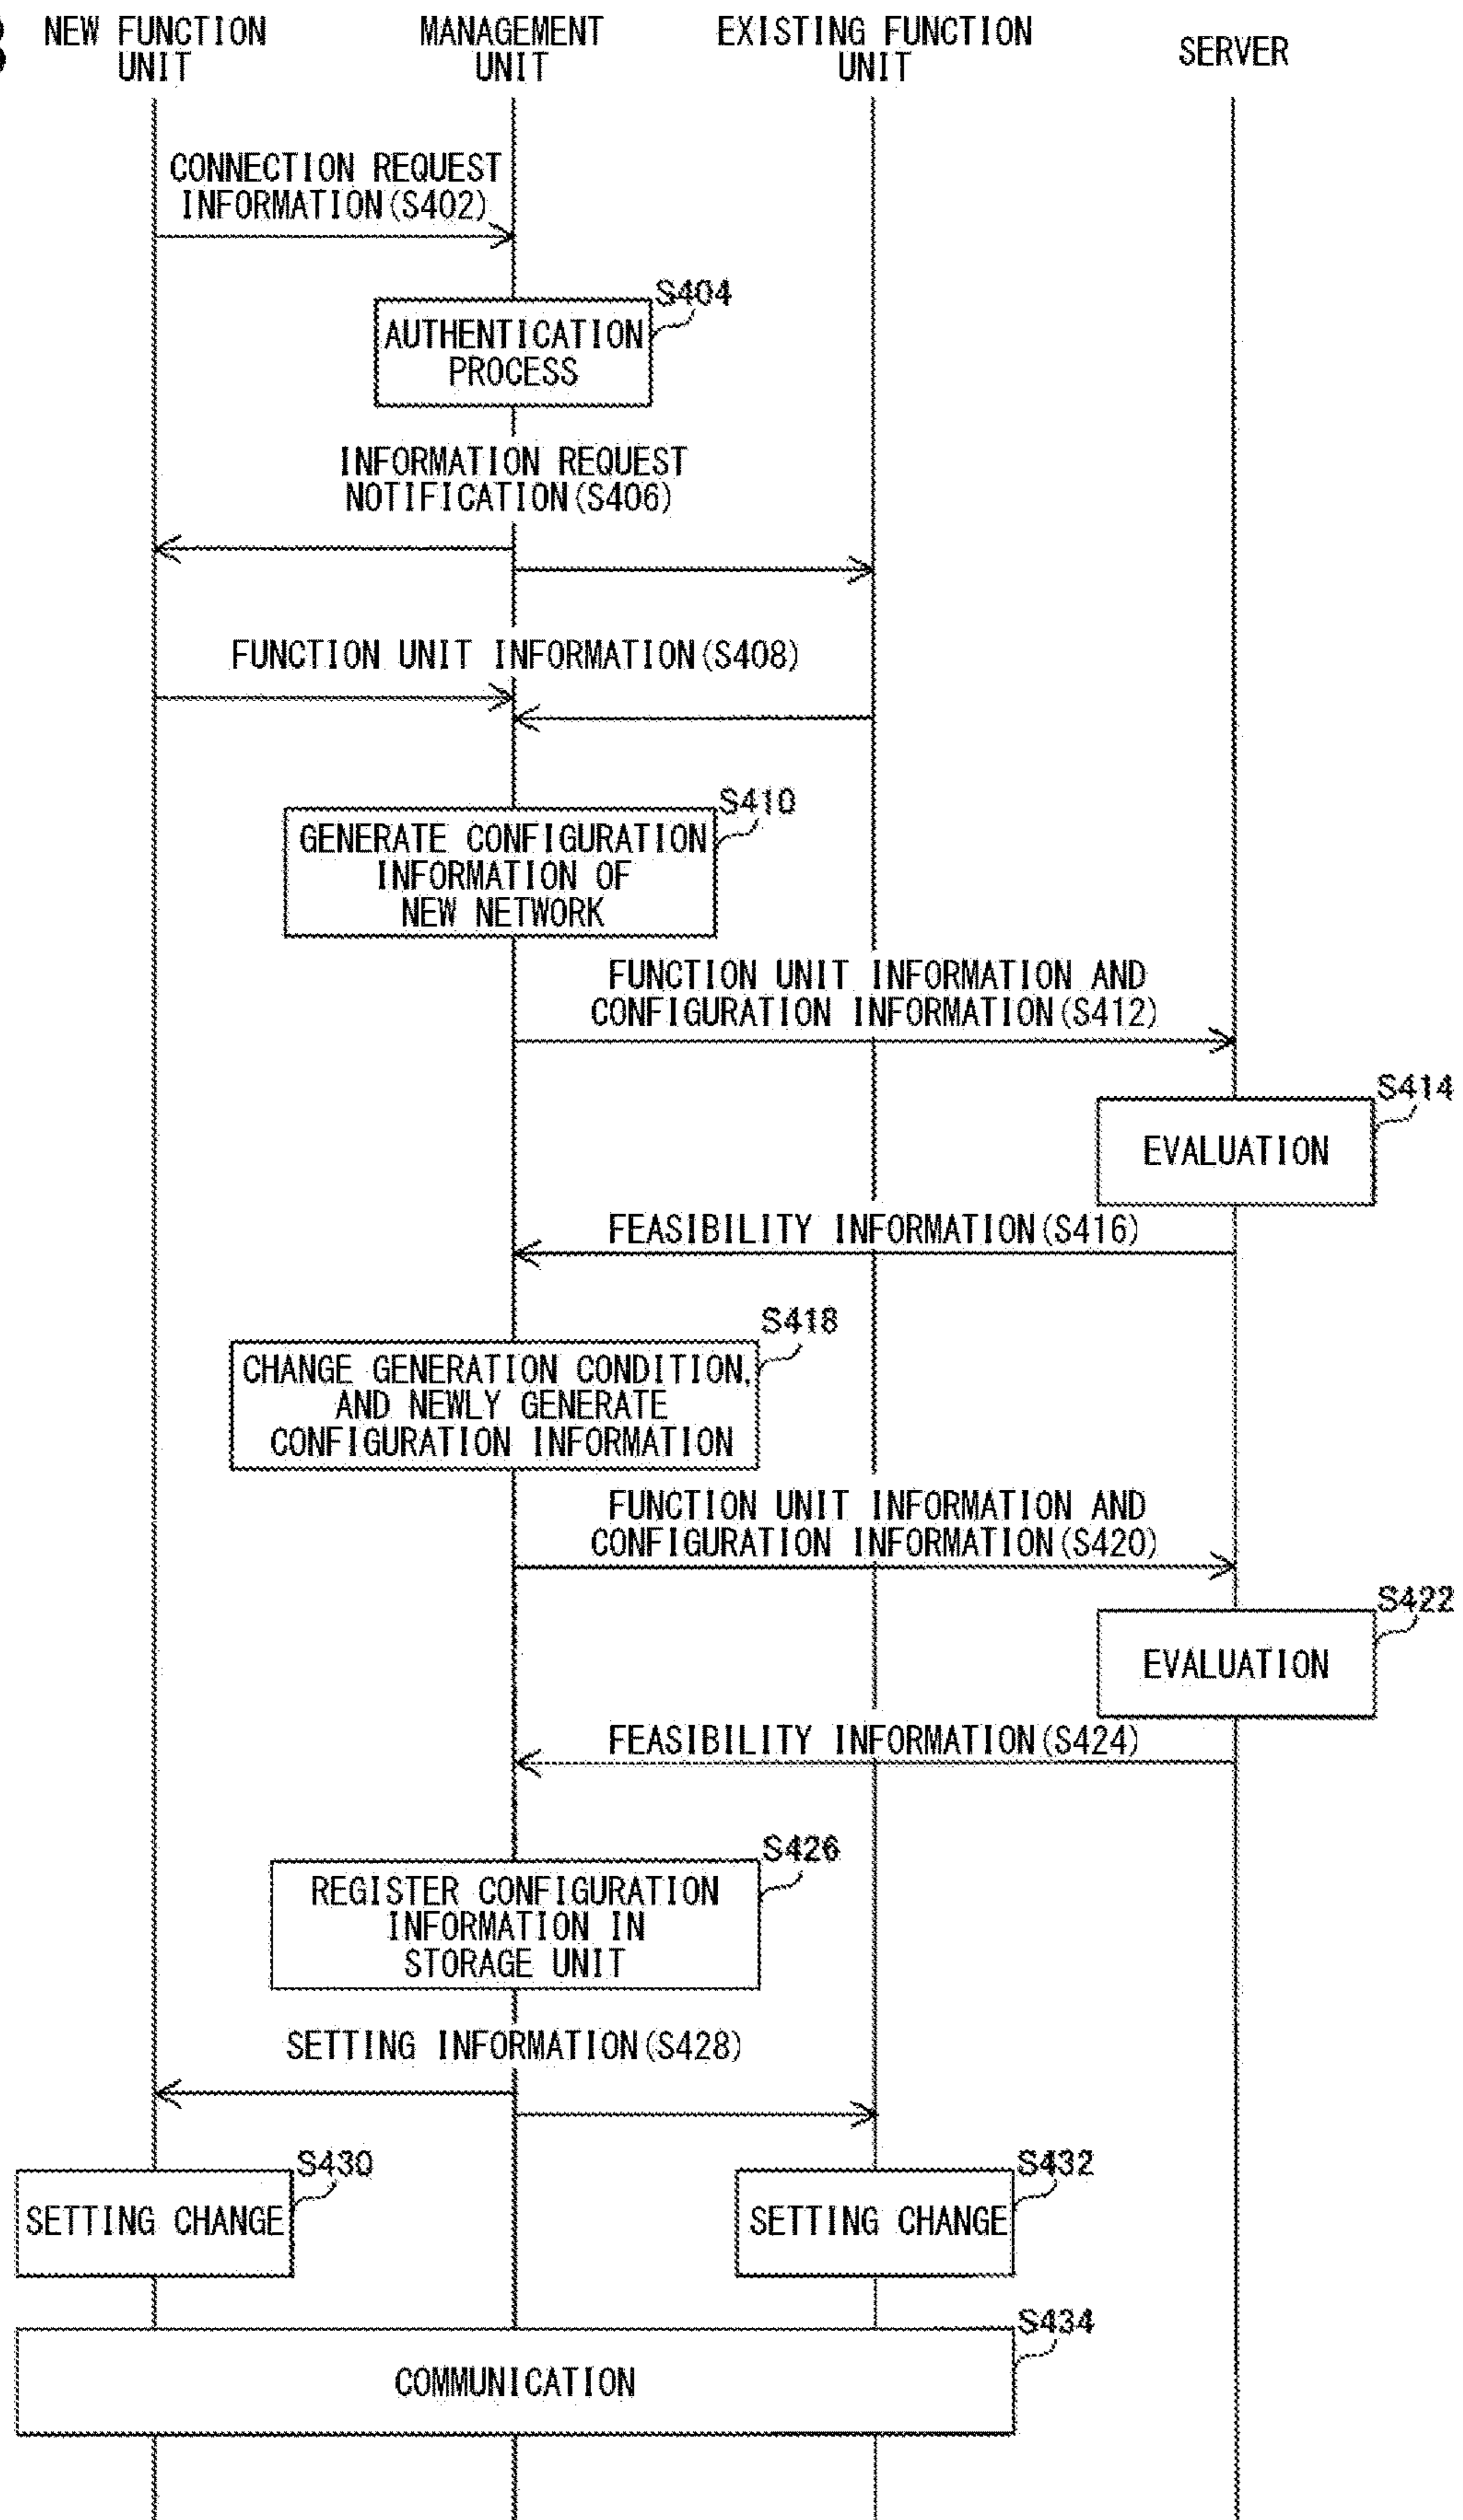 NEW FUNCTION
UNIT
MANAGEMENT
UNIT
EXISTING FUNCTION
UNIT
SERVER
CONNECTION REQUEST
INFORMATION(S402)
S404
AUTHENTICATION
PROCESS
INFORMATION REQUEST
NOTIFICATION(S406)
FUNCTION UNIT INFORMATION(S408)
S410
GENERATE CONFIGURATION
INFORMATION OF
NEW NETWORK
FUNCTION UNIT INFORMATION AND
CONFIGURATION INFORMATION(S412)
S414
EVALUATION
FEASIBILITY INFORMATION(S416)
S418
CHANGE GENERATION CONDITION,
AND NEWLY GENERATE
CONFIGURATION INFORMATION
FUNCTION UNIT INFORMATION AND
CONFIGURATION INFORMATION(S420)
S422
EVALUATION
FEASIBILITY INFORMATION(S424)
S426
REGISTER CONFIGURATION
INFORMATION IN
STORAGE UNIT
SETTING INFORMATION(S428)
S430
SETTING CHANGE
S432
SETTING CHANGE
S434
COMMUNICATION